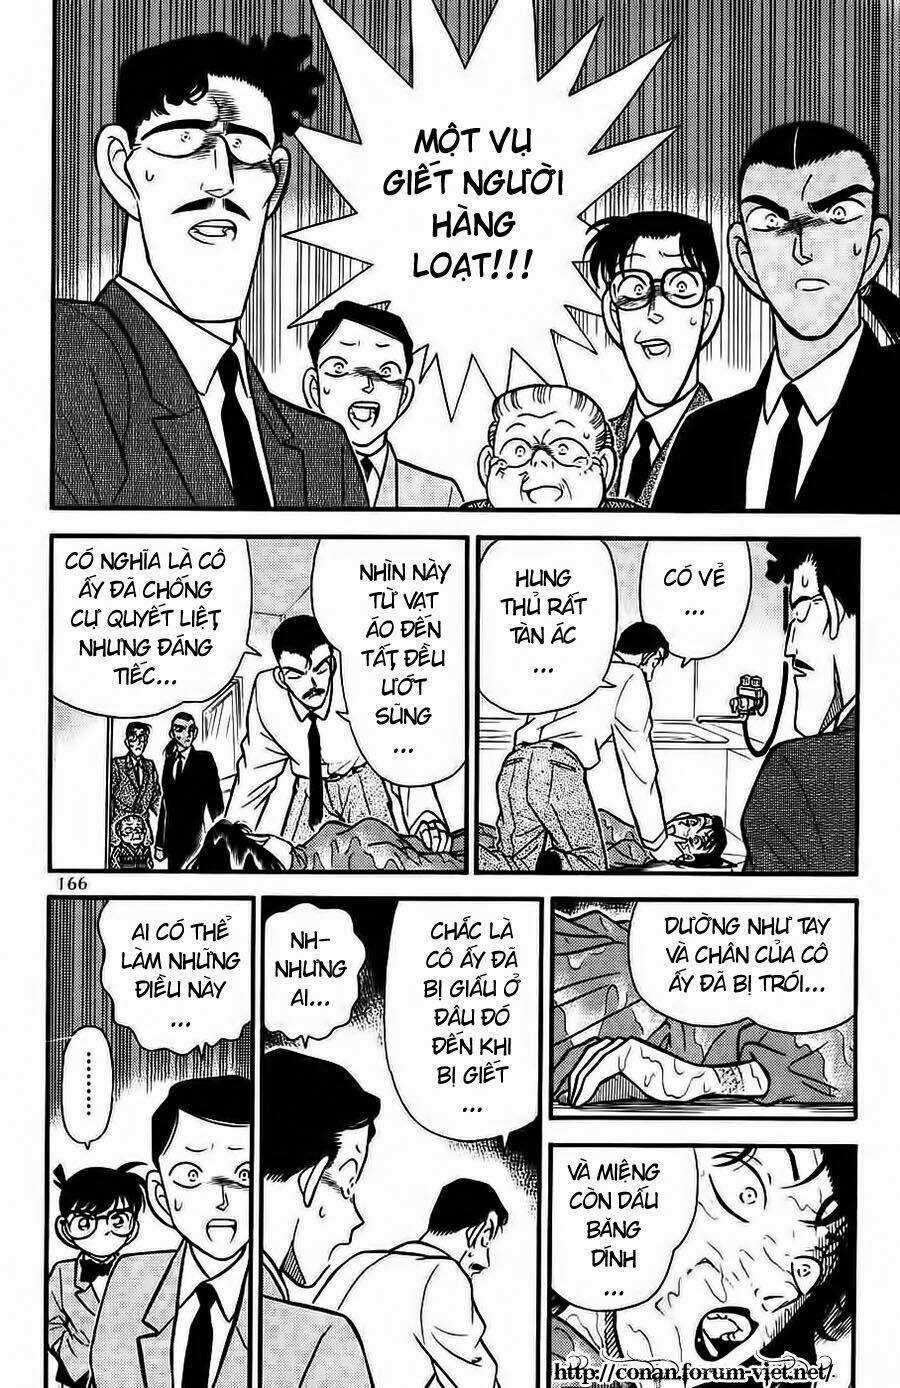 MỘT VỤ
GIẾT NGƯỜI
HÀNG
LOẠT!!!
CÓ VẺ
...
HUNG
THỦ RẤT
TÀN ÁC
...
NHÌN NÀY
TỪ VẠT
ÁO ĐẾN
TẤT ĐỀU
ƯỚT
SŨNG
...
CÓ NGHĨA LÀ CÔ
ẤY ĐÃ CHỐNG
CỰ QUYẾT LIỆT,
NHƯNG ĐÁNG
TIẾC...
166
DƯỜNG NHƯ TAY
VÀ CHÂN CỦA CÔ
ẤY ĐÃ BỊ TRÓI...
VÀ MIỆNG
CÒN DẤU
BĂNG
DÍNH
CHẮC LÀ
CÔ ẤY ĐÃ
BỊ GIẤU Ở
ĐÂU ĐÓ
ĐẾN KHI
BỊ GIẾT
...
NH-
NHƯNG
AI...
AI CÓ THỂ
LÀM NHỮNG
ĐIỀU NÀY
...
........
http://conan.forum-viet.net/